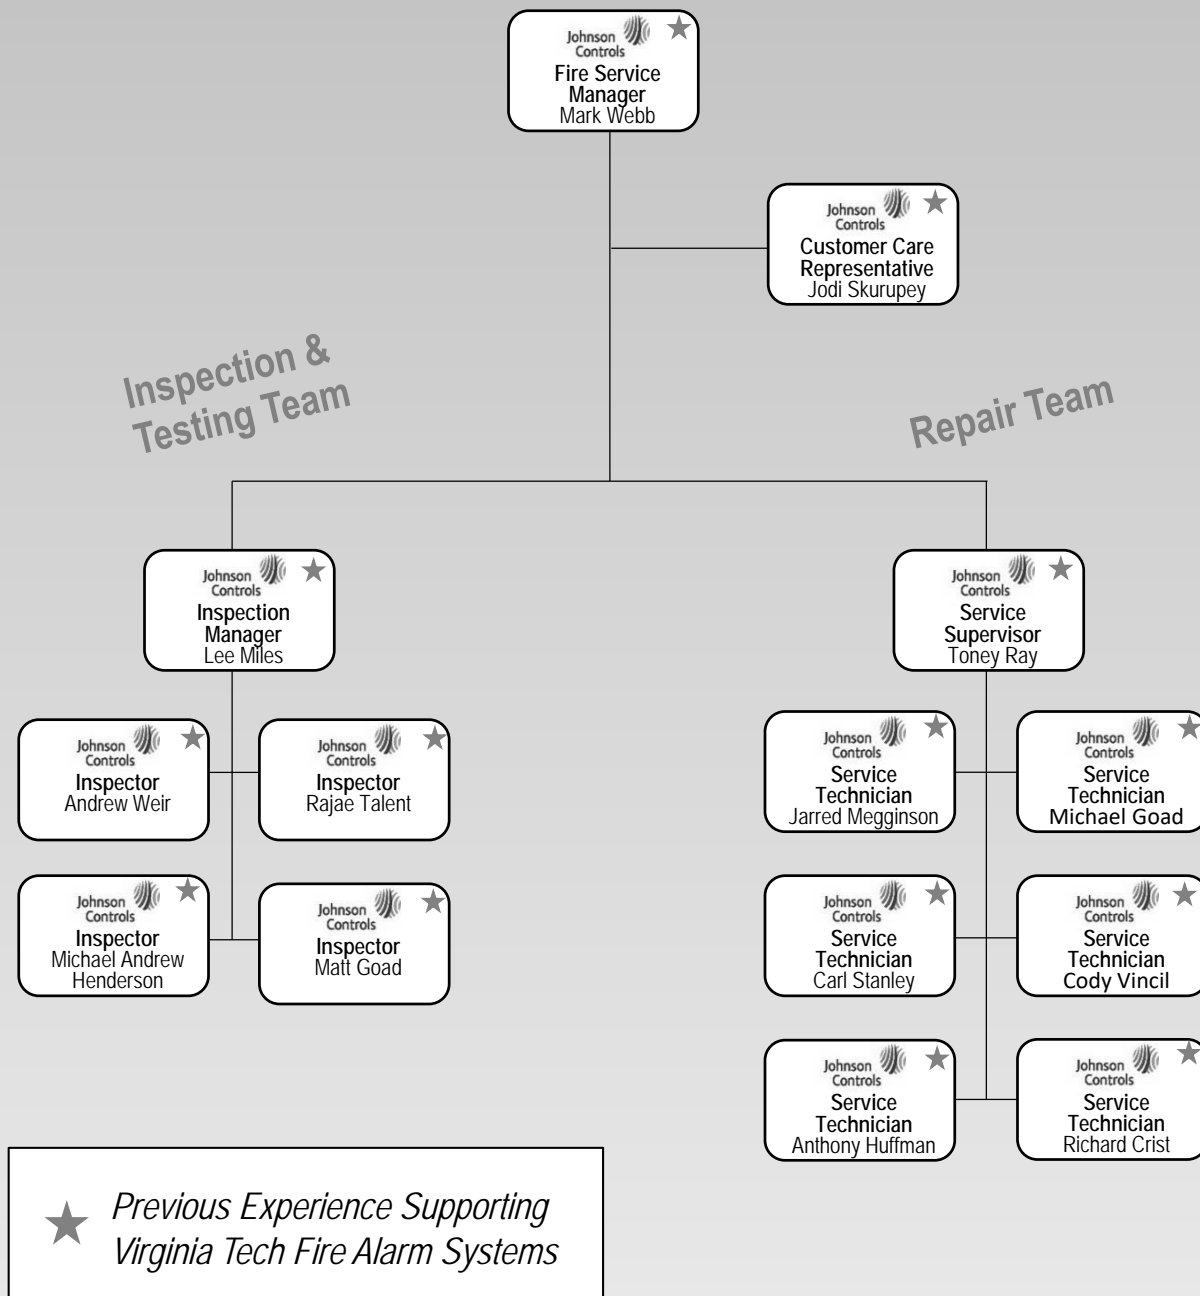 Johnson
Controls
Fire Service
Manager
Mark Webb
Johnson
Controls
Customer Care
Representative
Jodi Skurupey
Inspection &
Testing Team
Repair Team
Johnson
Controls
Inspection
Manager
Lee Miles
Johnson
Controls
Service
Supervisor
Toney Ray
Johnson
Controls
Inspector
Andrew Weir
Johnson
Controls
Inspector
Rajae Talent
Johnson
Controls
Service
Technician
Jarred Megginson
Johnson
Controls
Service
Technician
Michael Goad
Johnson
Controls
Inspector
Michael Andrew
Henderson
Johnson
Controls
Inspector
Matt Goad
Johnson
Controls
Service
Technician
Carl Stanley
Johnson
Controls
Service
Technician
Cody Vincil
Johnson
Controls
Service
Technician
Anthony Huffman
Johnson
Controls
Service
Technician
Richard Crist
Previous Experience Supporting
Virginia Tech Fire Alarm Systems